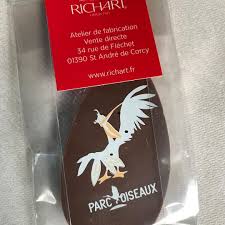 RICHART
Atelier de fabrication
Vente directe
34 rue de Fléchet
01390 St André de Corcy
www.richart.fr
PARC OISEAUX